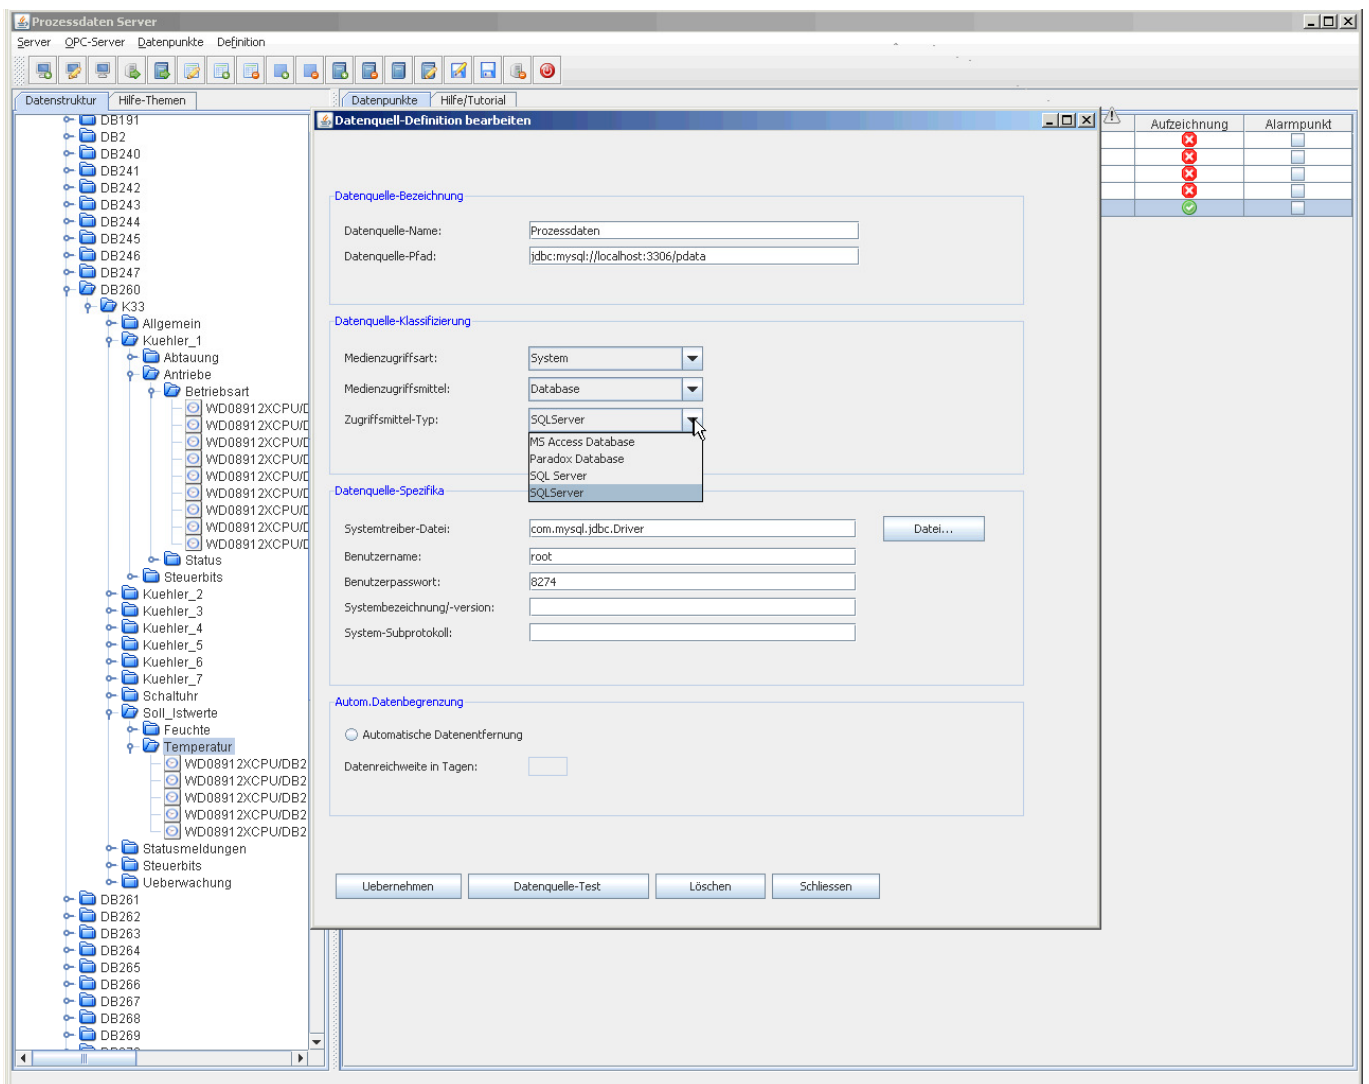 Prozessdaten Server
Server OPC-Server Datenpunkte Definition
Datenstruktur Hilfe-Themen
Datenpunkte Hilfe/Tutorial
DB191
DB2
DB240
DB241
DB242
DB243
DB244
DB245
DB246
DB247
DB260
K33
Allgemein
Kuehler_1
Abtauung
Antriebe
Betriebsart
WD08912XCPU/D
WD08912XCPU/D
WD08912XCPU/D
WD08912XCPU/D
WD08912XCPU/D
WD08912XCPU/D
WD08912XCPU/D
WD08912XCPU/D
WD08912XCPU/D
Status
Steuerbits
Kuehler_2
Kuehler_3
Kuehler_4
Kuehler_5
Kuehler_6
Kuehler_7
Schaltuhr
Soll_Istwerte
Feuchte
Temperatur
WD08912XCPU/DB2
WD08912XCPU/DB2
WD08912XCPU/DB2
WD08912XCPU/DB2
WD08912XCPU/DB2
Statusmeldungen
Steuerbits
Ueberwachung
DB261
DB262
DB263
DB264
DB265
DB266
DB267
DB268
DB269
Datenquell-Definition bearbeiten
Datenquelle-Bezeichnung
Datenquelle-Name: Prozessdaten
Datenquelle-Pfad: jdbc:mysql://localhost:3306/pdata
Datenquelle-Klassifizierung
Medienzugriffsart: System
Medienzugriffsmittel: Database
Zugriffsmittel-Typ: SQLServer
MS Access Database
Paradox Database
SQL Server
SQLServer
Datenquelle-Spezifika
Systemtreiber-Datei: com.mysql.jdbc.Driver Datei...
Benutzername: root
Benutzerpasswort: 8274
Systembezeichnung/-version:
System-Subprotokoll:
Autom.Datenbegrenzung
Automatische Datenentfernung
Datenreichweite in Tagen:
Uebernehmen Datenquelle-Test Löschen Schliessen
Aufzeichnung Alarmpunkt